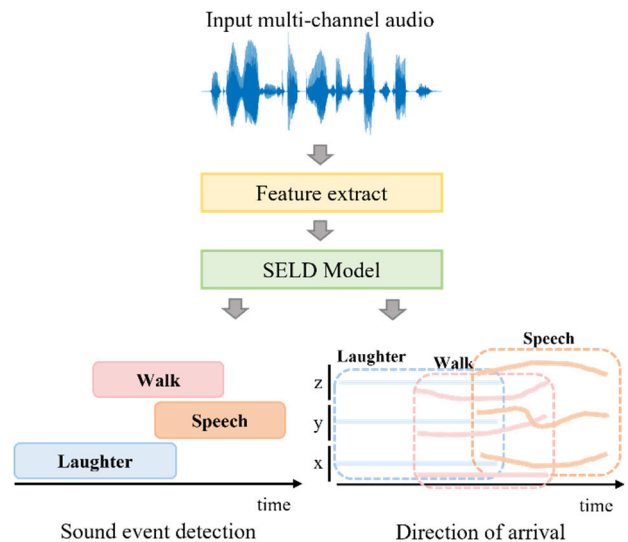 Input multi-channel audio
Feature extract
SELD Model
Walk
Speech
Laughter
time
Sound event detection
Speech
Laughter
Walk
z
y
x
time
Direction of arrival